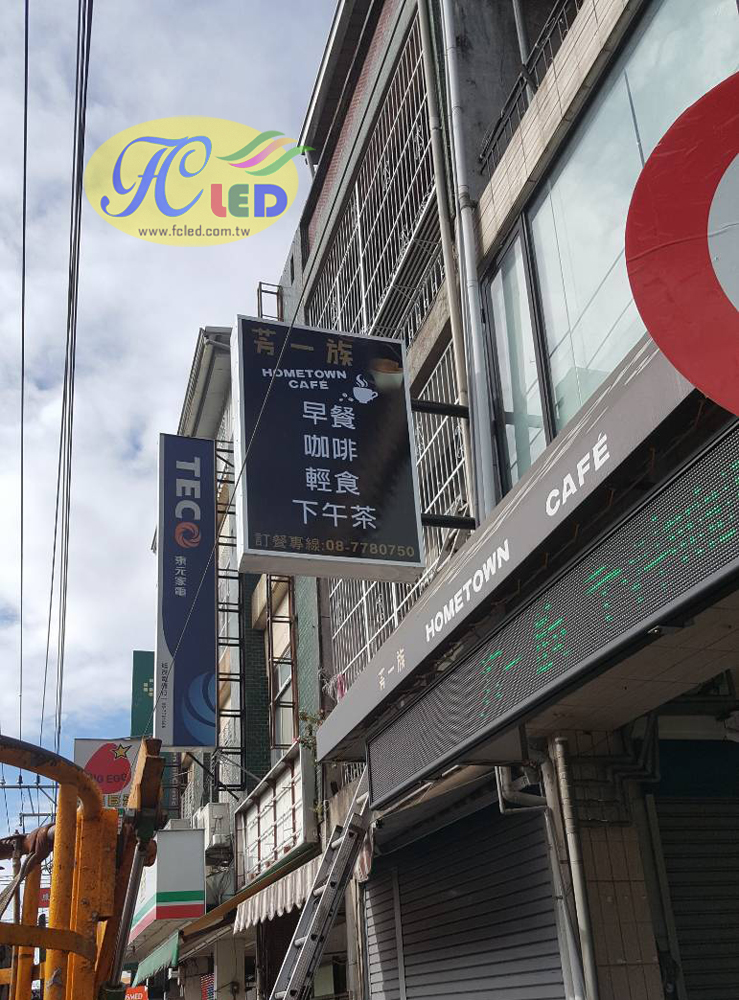 FC LED
www.fcled.com.tw
芳一族
HOMETOWN
CAFÉ
早餐
咖啡
輕食
下午茶
訂餐專線:08-7780750
TECO
東元家電
芳一族 HOMETOWN CAFÉ